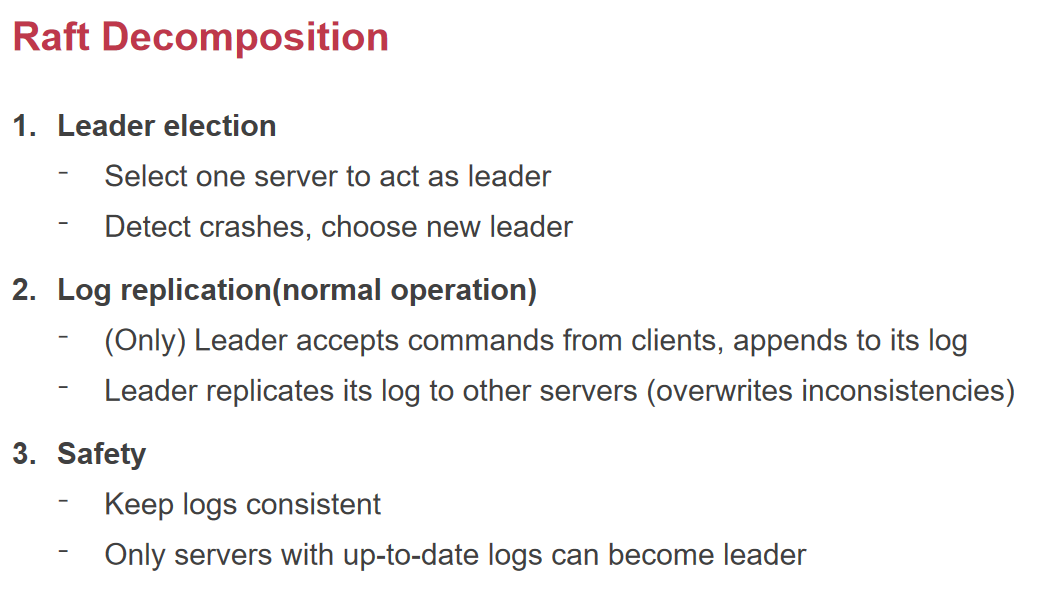 Raft Decomposition
1. Leader election
- Select one server to act as leader
- Detect crashes, choose new leader
2. Log replication(normal operation)
- (Only) Leader accepts commands from clients, appends to its log
- Leader replicates its log to other servers (overwrites inconsistencies)
3. Safety
- Keep logs consistent
- Only servers with up-to-date logs can become leader